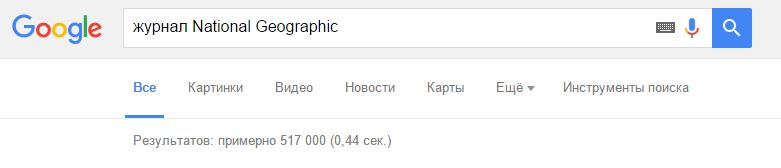 Google журнал National Geographic
Все Картинки Видео Новости Карты Ещё Инструменты поиска
Результатов: примерно 517 000 (0,44 сек.)